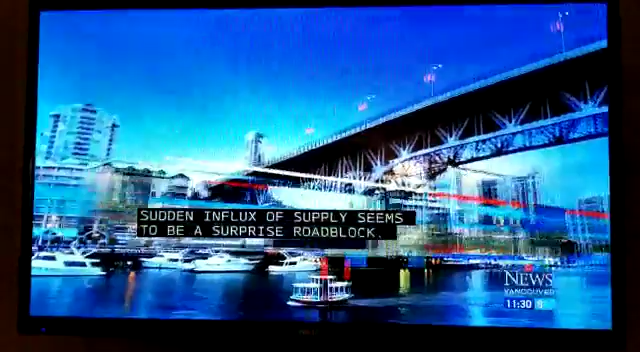 SUDDEN INFLUX OF SUPPLY SEEMS
TO BE A SURPRISE ROADBLOCK.
NEWS
VANCOUVER
11:30